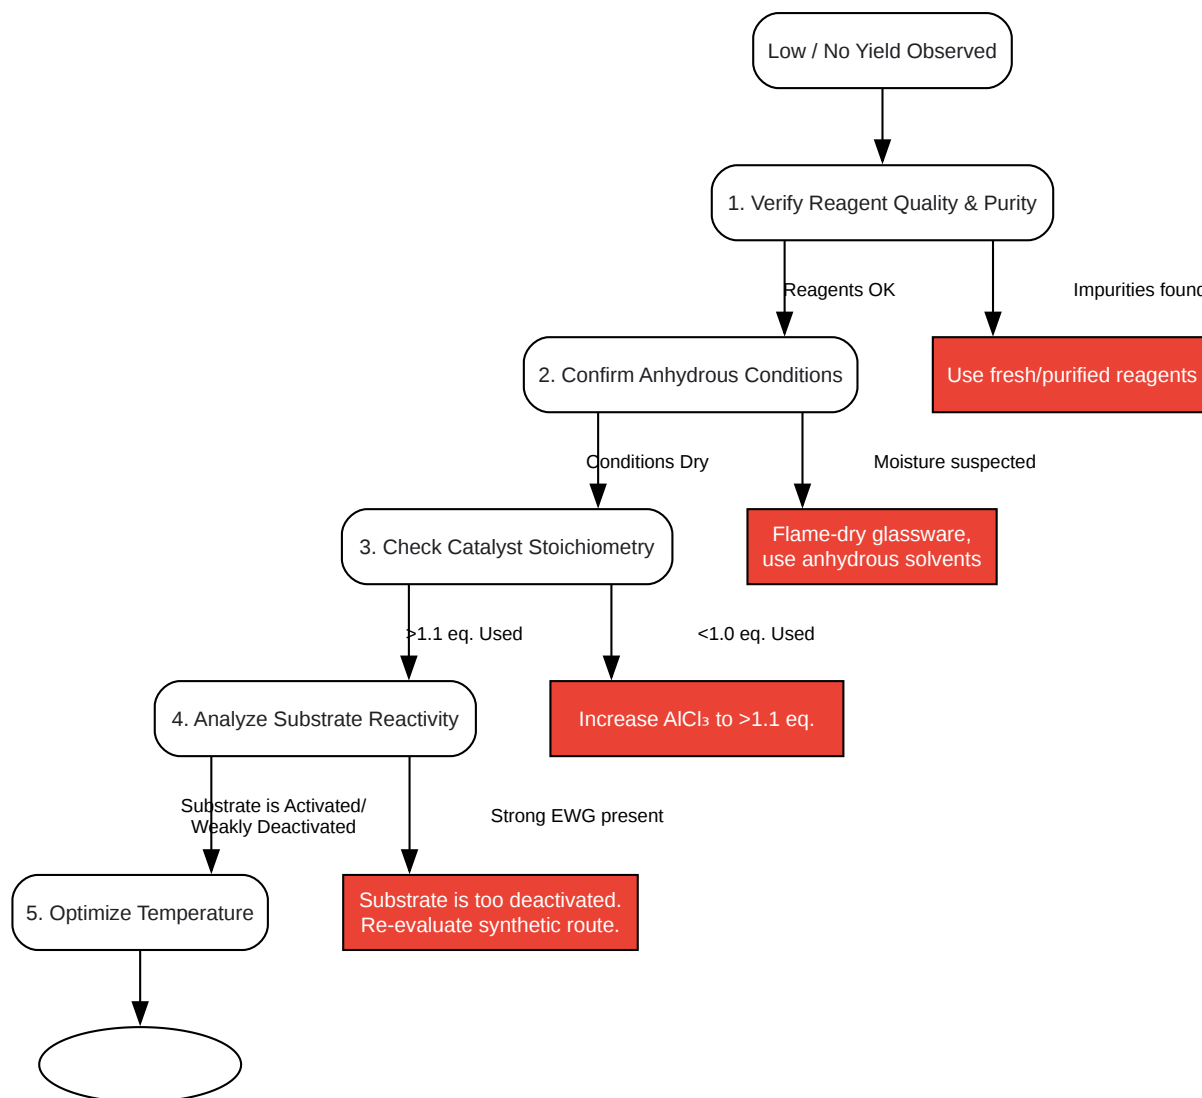 Low / No Yield Observed
1. Verify Reagent Quality & Purity
Reagents OK
Impurities found
2. Confirm Anhydrous Conditions
Use fresh/purified reagents
Conditions Dry
Moisture suspected
3. Check Catalyst Stoichiometry
Flame-dry glassware,
use anhydrous solvents
>1.1 eq. Used
<1.0 eq. Used
4. Analyze Substrate Reactivity
Increase AlCl₃ to >1.1 eq.
Substrate is Activated/
Weakly Deactivated
Strong EWG present
5. Optimize Temperature
Substrate is too deactivated.
Re-evaluate synthetic route.